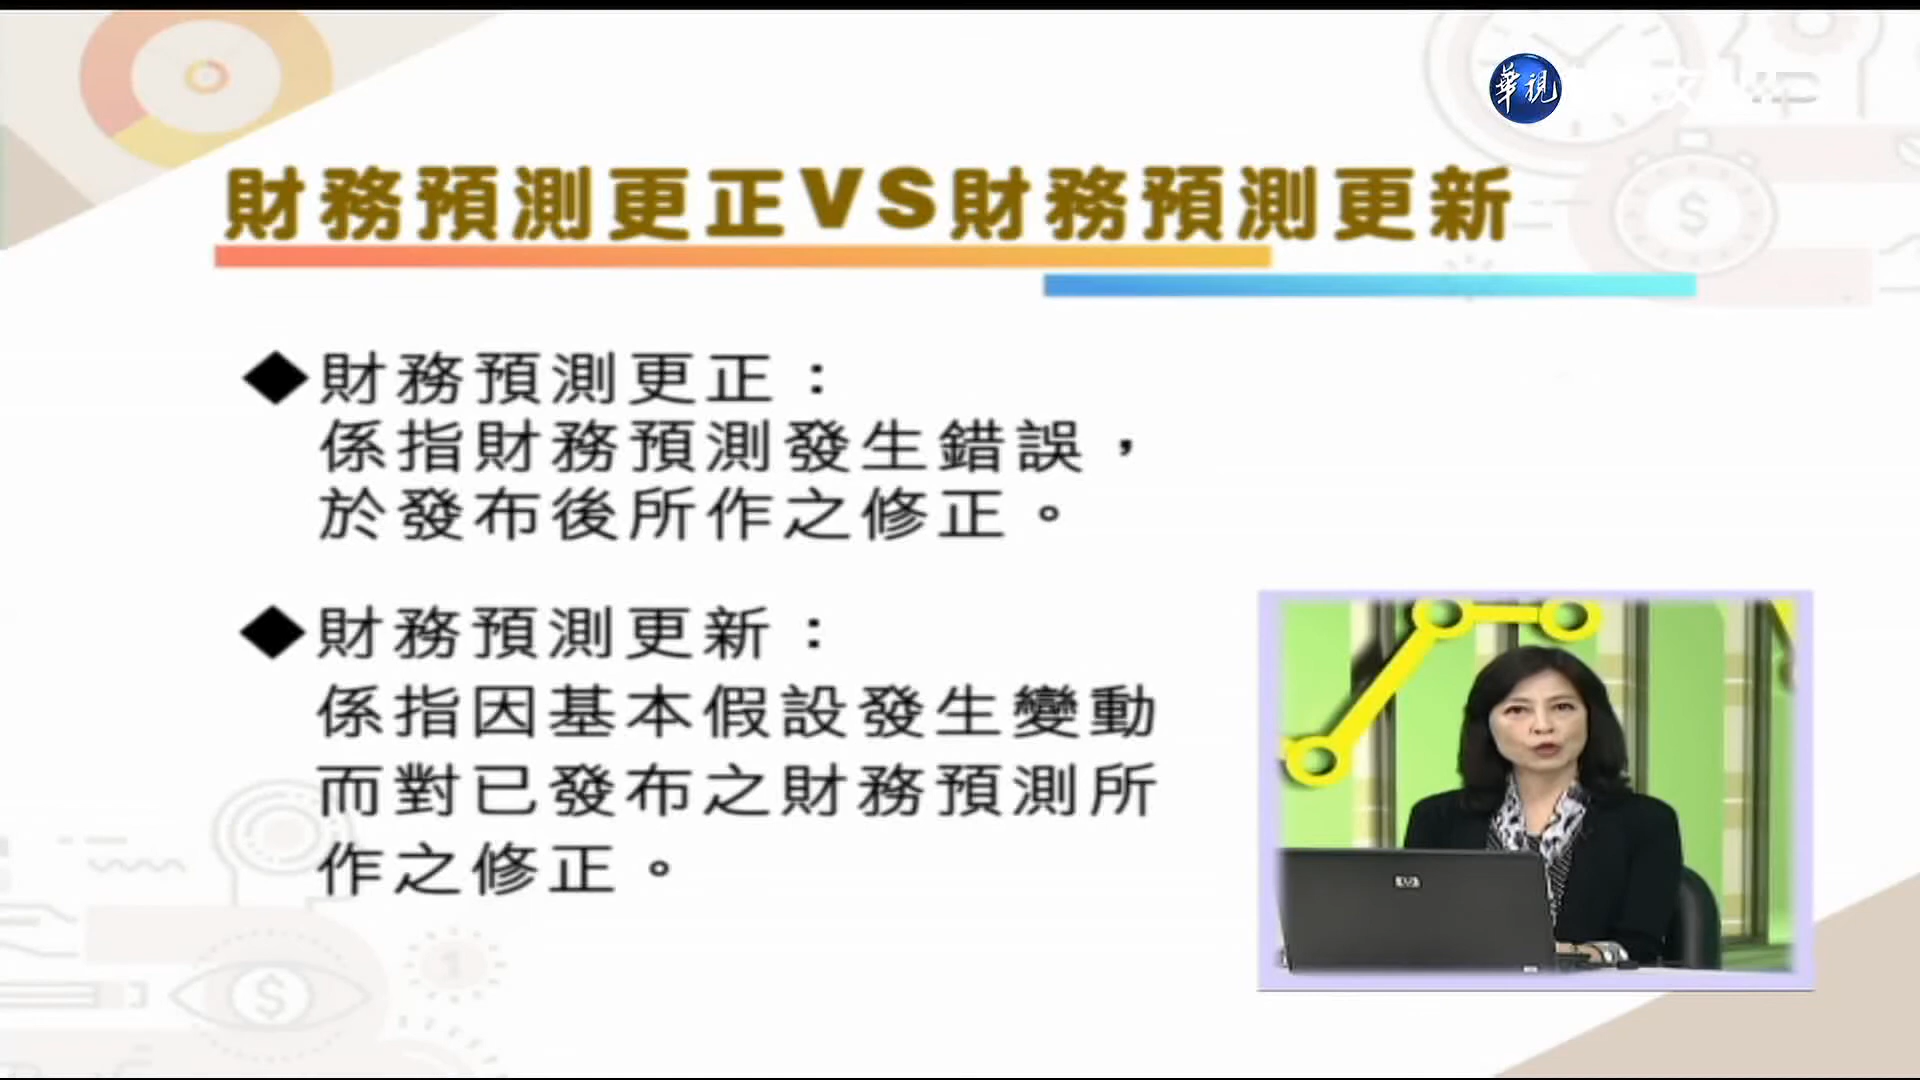 華視
財務預測更正VS財務預測更新
◆財務預測更正：
係指財務預測發生錯誤，
於發布後所作之修正。
◆財務預測更新：
係指因基本假設發生變動
而對已發布之財務預測所
作之修正。